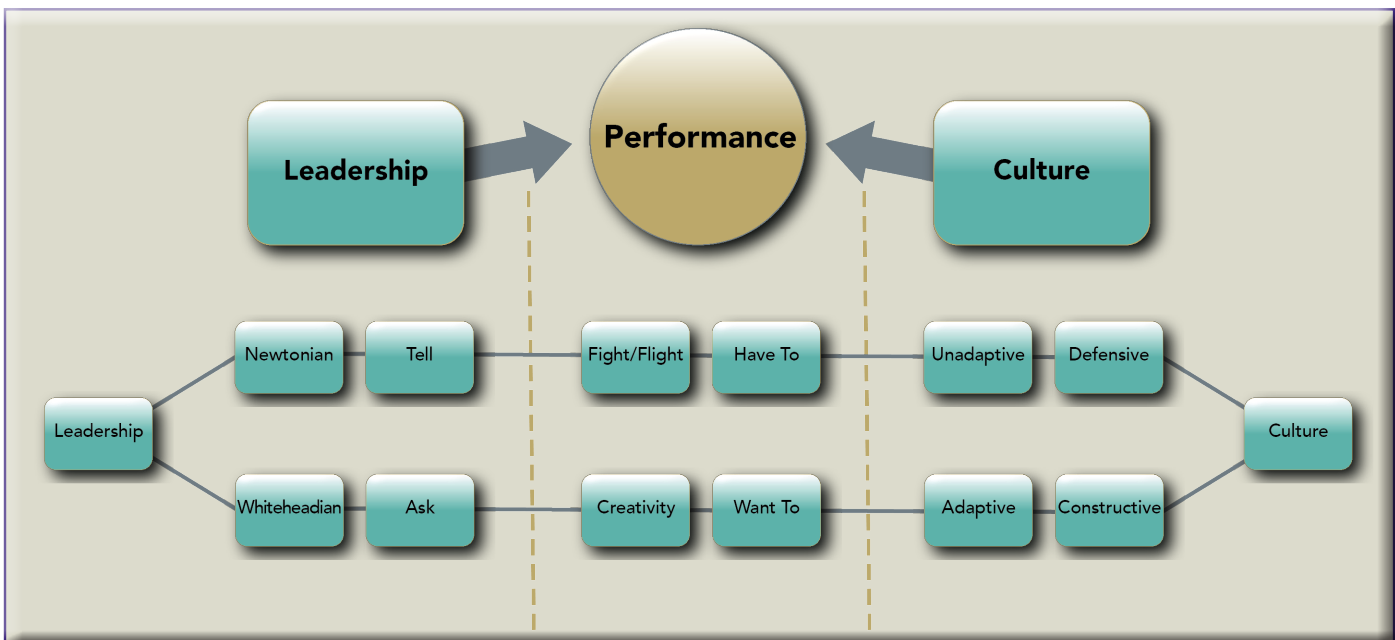 Performance
Leadership
Culture
Newtonian
Tell
Fight/Flight
Have To
Unadaptive
Defensive
Leadership
Culture
Whiteheadian
Ask
Creativity
Want To
Adaptive
Constructive